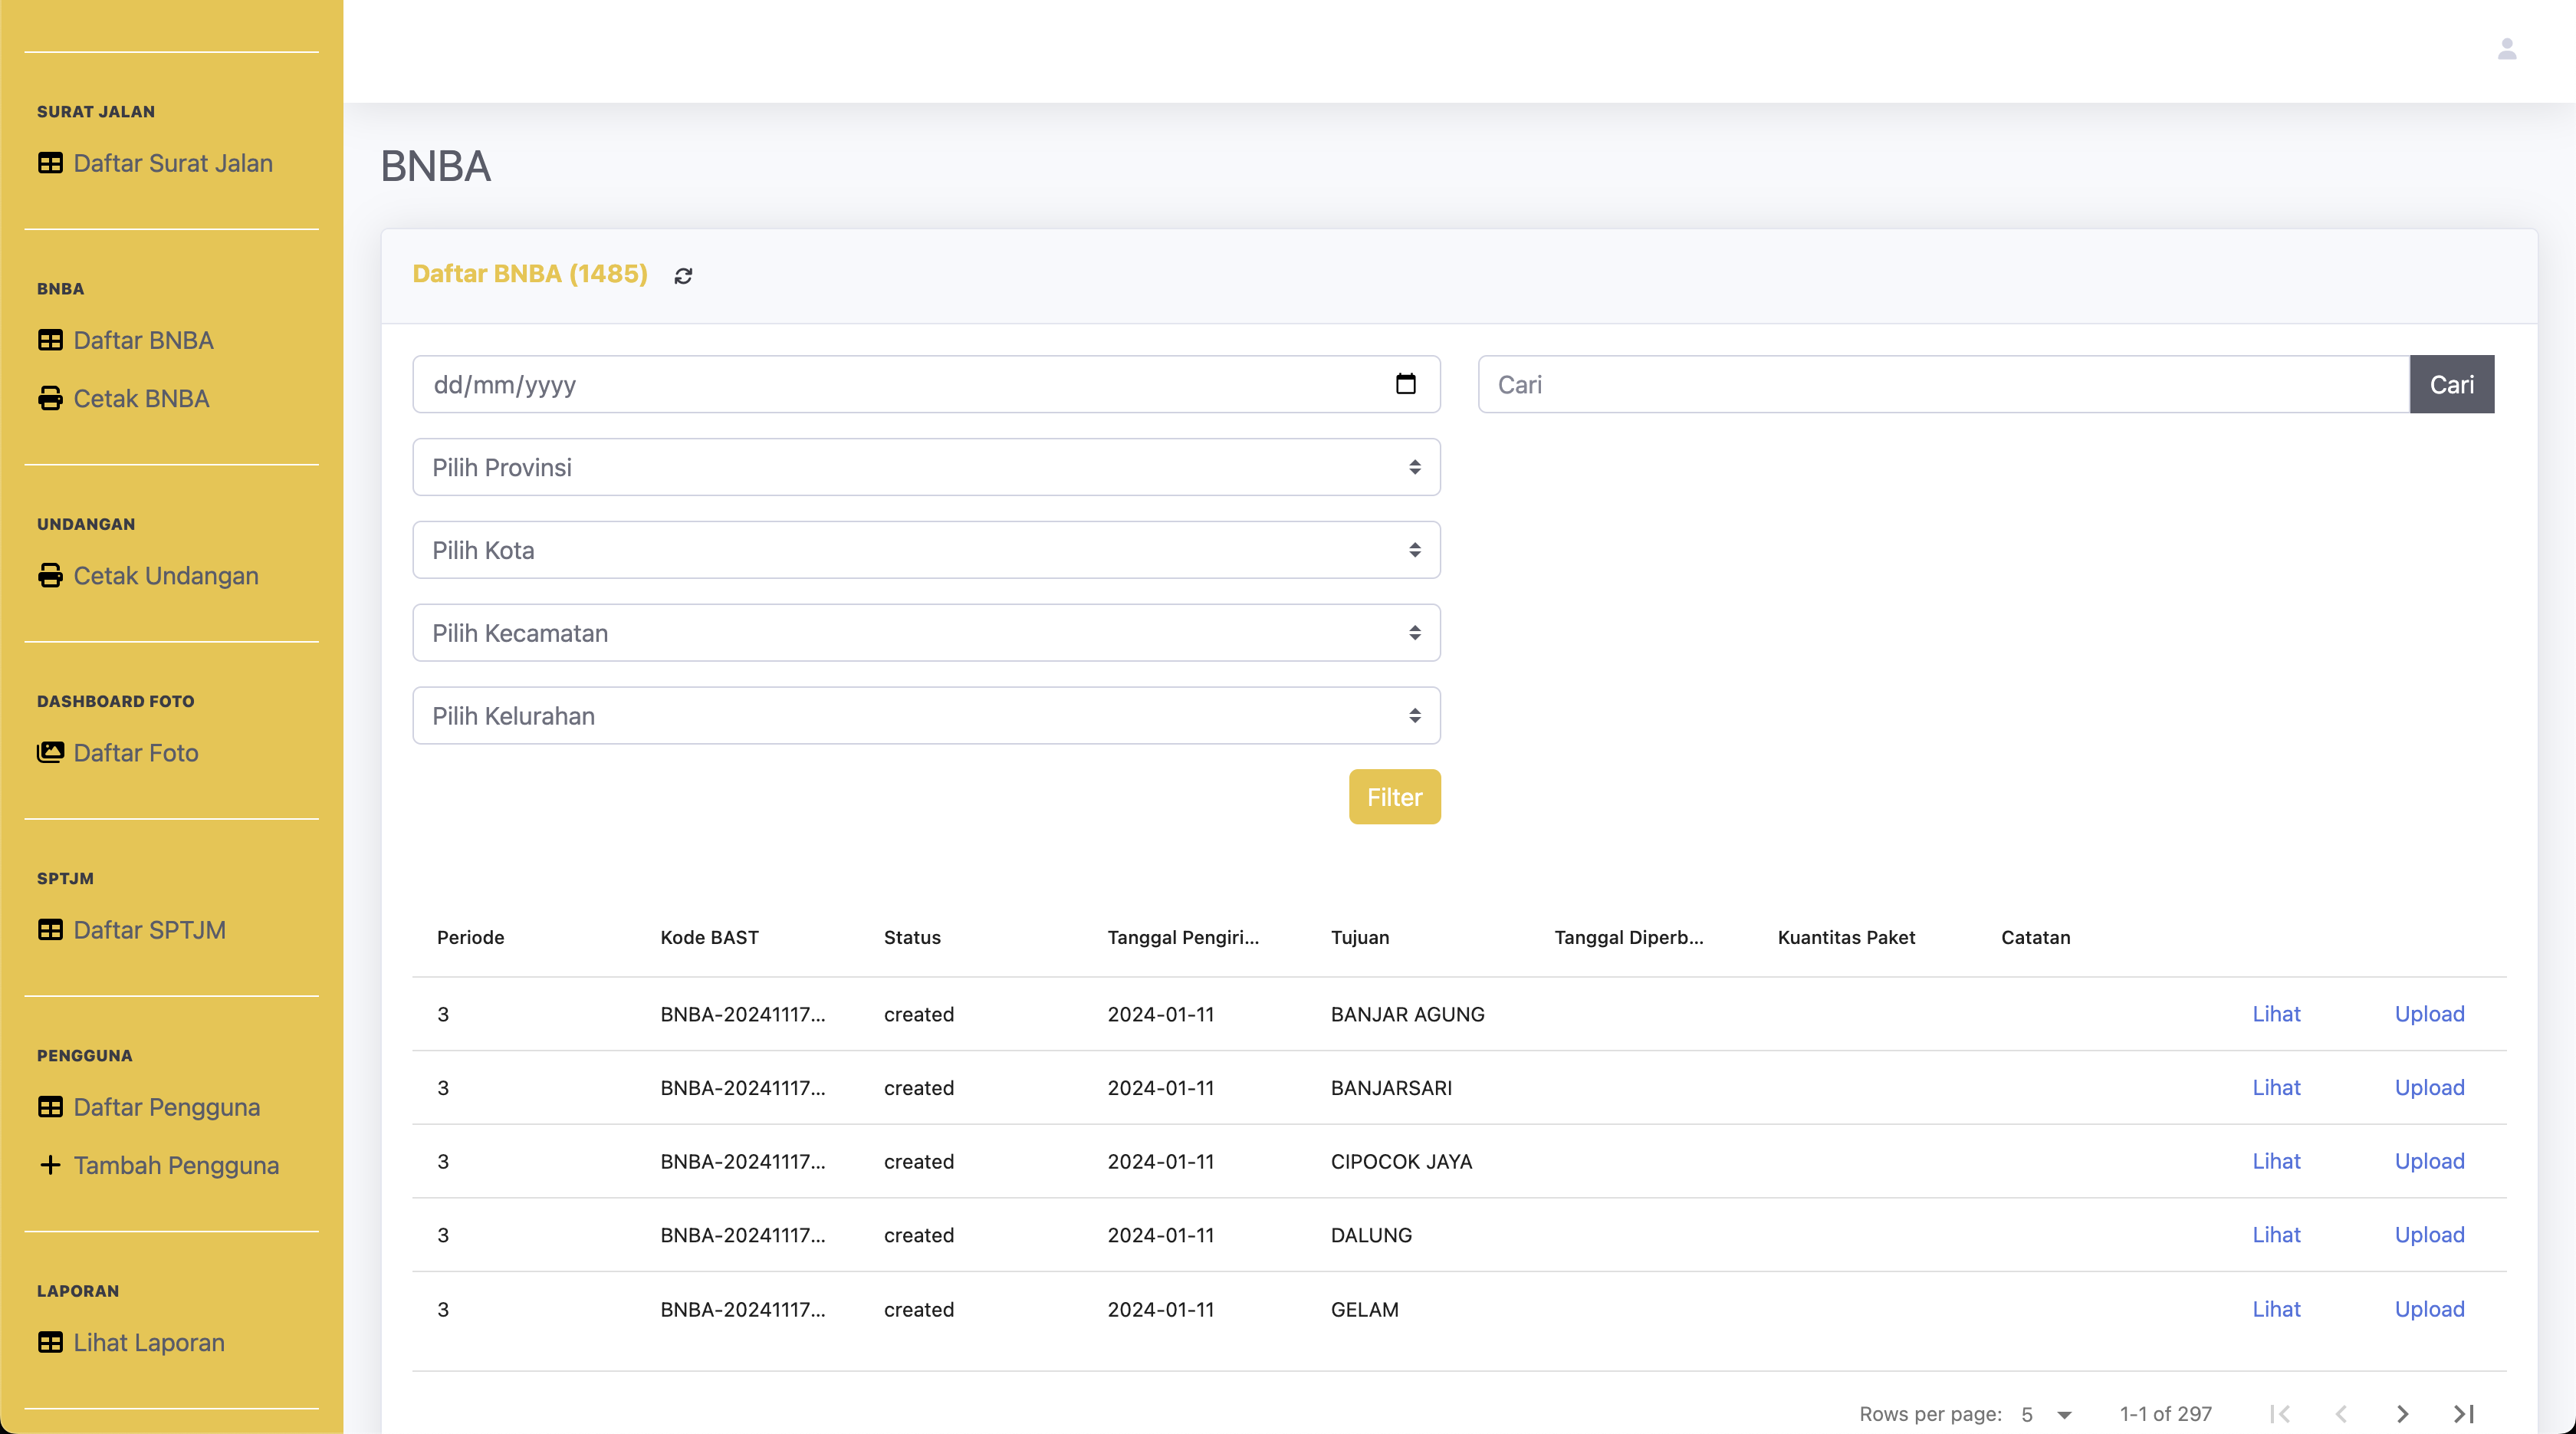 SURAT JALAN
Daftar Surat Jalan
BNBA
Daftar BNBA
Cetak BNBA
UNDANGAN
Cetak Undangan
DASHBOARD FOTO
Daftar Foto
SPTJM
Daftar SPTJM
PENGGUNA
Daftar Pengguna
Tambah Pengguna
LAPORAN
Lihat Laporan
BNBA
Daftar BNBA (1485)
dd/mm/yyyy
Cari Cari
Pilih Provinsi
Pilih Kota
Pilih Kecamatan
Pilih Kelurahan
Filter
Periode Kode BAST Status Tanggal Pengiri... Tujuan Tanggal Diperb... Kuantitas Paket Catatan
3 BNBA-20241117... created 2024-01-11 BANJAR AGUNG Lihat Upload
3 BNBA-20241117... created 2024-01-11 BANJARSARI Lihat Upload
3 BNBA-20241117... created 2024-01-11 CIPOCOK JAYA Lihat Upload
3 BNBA-20241117... created 2024-01-11 DALUNG Lihat Upload
3 BNBA-20241117... created 2024-01-11 GELAM Lihat Upload
Rows per page: 5 1-1 of 297